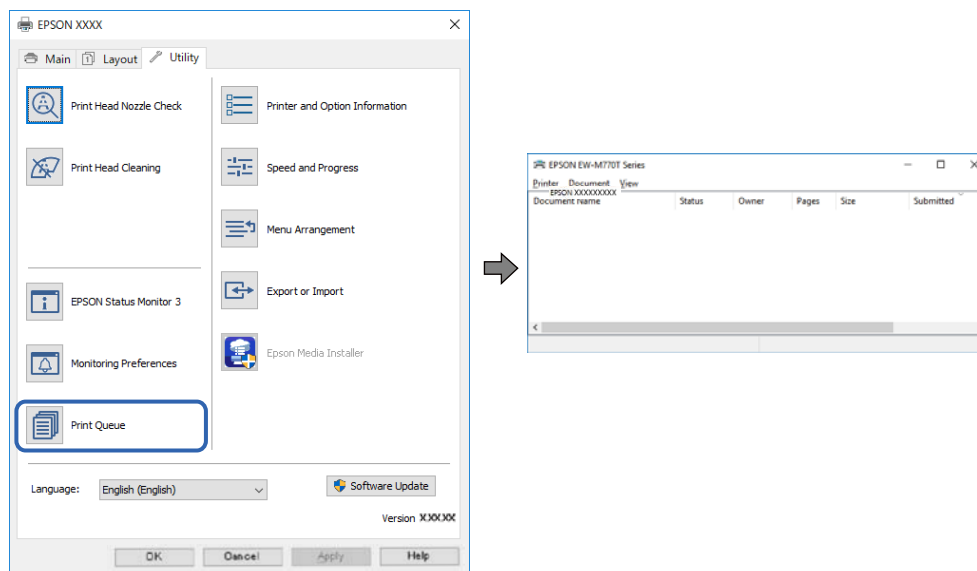 EPSON XXXX
Main
Layout
Utility
Print Head Nozzle Check
Print Head Cleaning
EPSON Status Monitor 3
Monitoring Preferences
Print Queue
Printer and Option Information
Speed and Progress
Menu Arrangement
Export or Import
Epson Media Installer
Language: English (English)
Software Update
Version X.XX.XX
OK Cancel Apply Help
EPSON EW-M770T Series
Printer Document View
EPSON XXXXXXXXX
Document Name Status Owner Pages Size Submitted